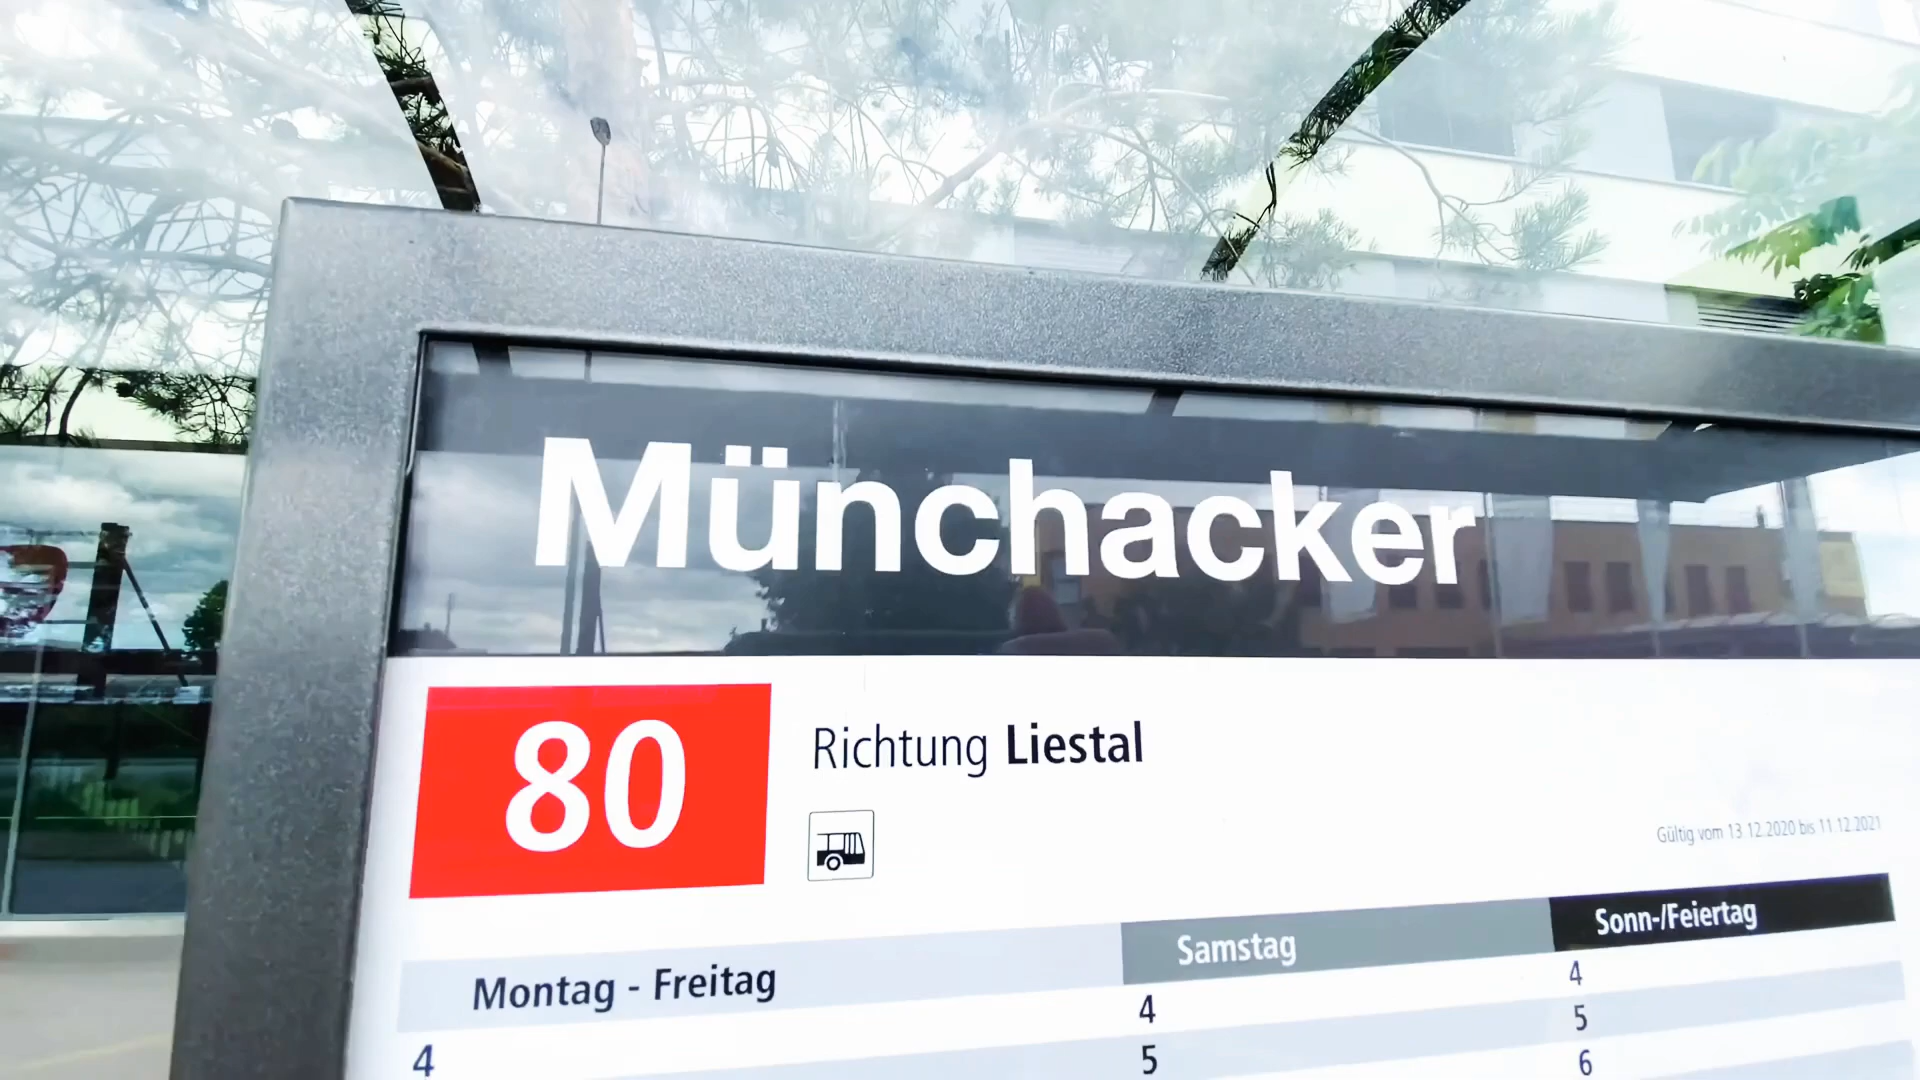 Münchacker
80
Richtung Liestal
Gültig vom 13.12.2020 bis 11.12.2021
Montag - Freitag
Samstag
Sonn-/Feiertag
4
4
4
5
5
6